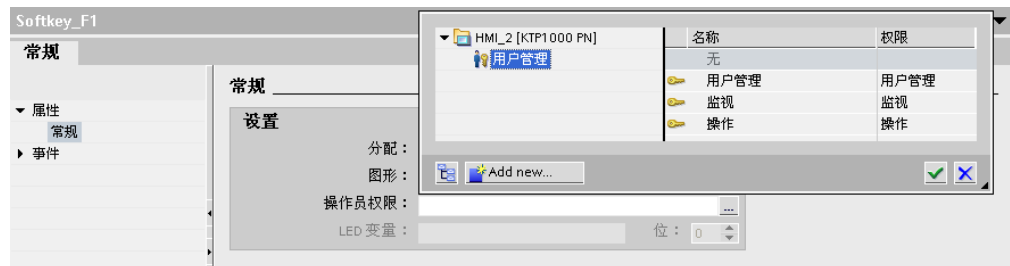 Softkey_F1
常规
属性
常规
事件
常规
设置
分配：
图形：
操作员权限：
...
LED 变量：
位：
0
HMI_2 [KTP1000 PN]
用户管理
名称 权限
无
用户管理 用户管理
监视 监视
操作 操作
Add new...